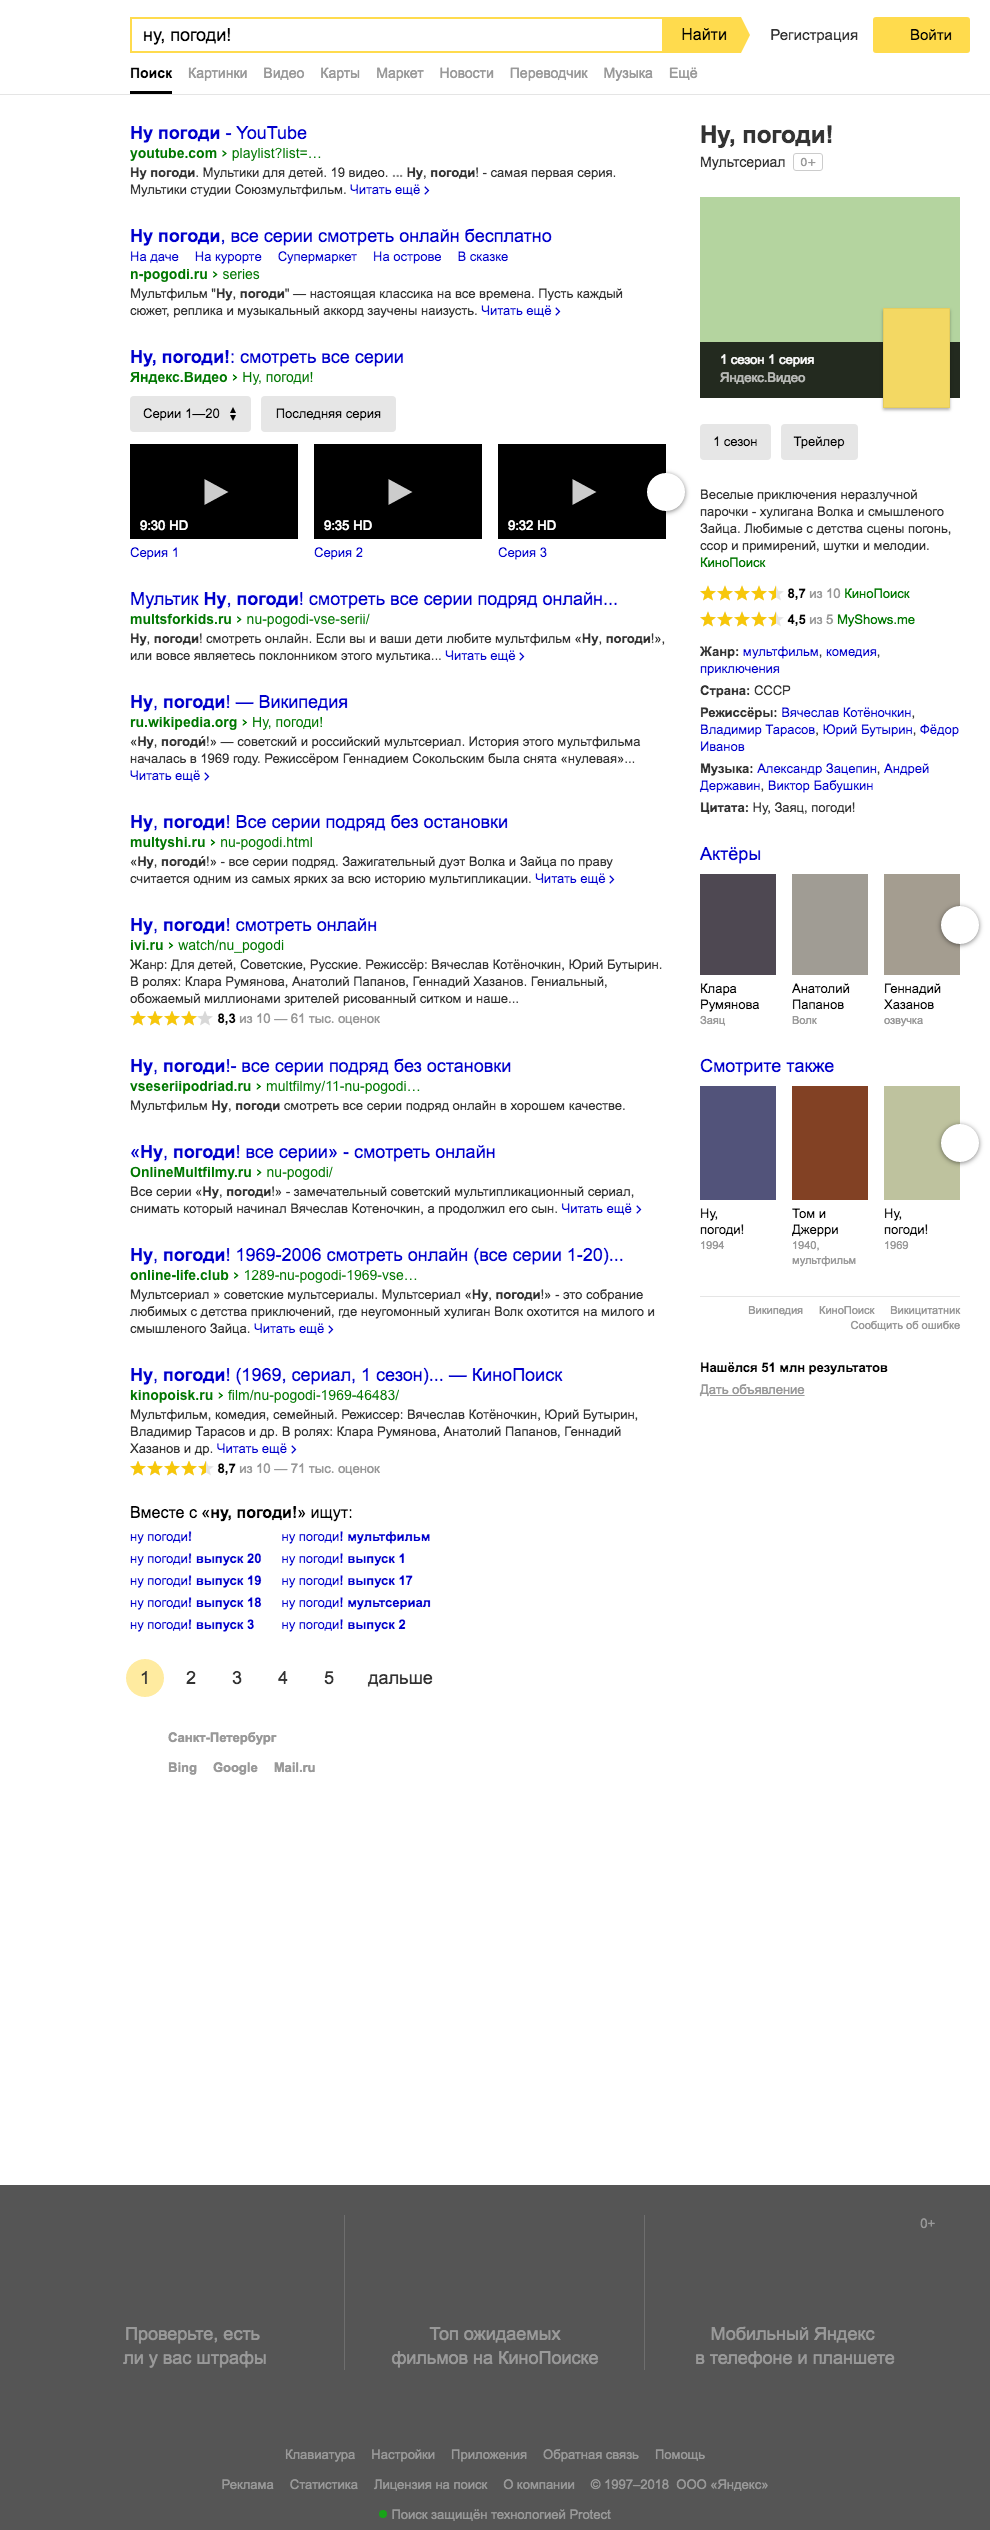 ну, погоди!
Найти
Регистрация
Войти
Поиск Картинки Видео Карты Маркет Новости Переводчик Музыка Ещё
Ну погоди - YouTube
youtube.com › playlist?list=…
Ну погоди. Мультики для детей. 19 видео. ... Ну, погоди! - самая первая серия.
Мультики студии Союзмультфильм. Читать ещё ›
Ну погоди, все серии смотреть онлайн бесплатно
На даче На курорте Супермаркет На острове В сказке
n-pogodi.ru › series
Мультфильм "Ну, погоди" — настоящая классика на все времена. Пусть каждый
сюжет, реплика и музыкальный аккорд заучены наизусть. Читать ещё ›
Ну, погоди!: смотреть все серии
Яндекс.Видео › Ну, погоди!
Серии 1—20
Последняя серия
9:30 HD
9:35 HD
9:32 HD
Серия 1
Серия 2
Серия 3
Мультик Ну, погоди! смотреть все серии подряд онлайн...
multsforkids.ru › nu-pogodi-vse-serii/
Ну, погоди! смотреть онлайн. Если вы и ваши дети любите мультфильм «Ну, погоди!»,
или вовсе являетесь поклонником этого мультика... Читать ещё ›
Ну, погоди! — Википедия
ru.wikipedia.org › Ну, погоди!
«Ну, погоди́!» — советский и российский мультсериал. История этого мультфильма
началась в 1969 году. Режиссёром Геннадием Сокольским была снята «нулевая»...
Читать ещё ›
Ну, погоди! Все серии подряд без остановки
multyshi.ru › nu-pogodi.html
«Ну, погоди́!» - все серии подряд. Зажигательный дуэт Волка и Зайца по праву
считается одним из самых ярких за всю историю мультипликации. Читать ещё ›
Ну, погоди! смотреть онлайн
ivi.ru › watch/nu_pogodi
Жанр: Для детей, Советские, Русские. Режиссёр: Вячеслав Котёночкин, Юрий Бутырин.
В ролях: Клара Румянова, Анатолий Папанов, Геннадий Хазанов. Гениальный,
обожаемый миллионами зрителей рисованный ситком и наше...
8,3 из 10 — 61 тыс. оценок
Ну, погоди!- все серии подряд без остановки
vseseriipodriad.ru › multfilmy/11-nu-pogodi…
Мультфильм Ну, погоди смотреть все серии подряд онлайн в хорошем качестве.
«Ну, погоди! все серии» - смотреть онлайн
OnlineMultfilmy.ru › nu-pogodi/
Все серии «Ну, погоди!» - замечательный советский мультипликационный сериал,
снимать который начинал Вячеслав Котеночкин, а продолжил его сын. Читать ещё ›
Ну, погоди! 1969-2006 смотреть онлайн (все серии 1-20)...
online-life.club › 1289-nu-pogodi-1969-vse…
Мультсериал » советские мультсериалы. Мультсериал «Ну, погоди!» - это собрание
любимых с детства приключений, где неугомонный хулиган Волк охотится на милого и
смышленого Зайца. Читать ещё ›
Ну, погоди! (1969, сериал, 1 сезон)... — КиноПоиск
kinopoisk.ru › film/nu-pogodi-1969-46483/
Мультфильм, комедия, семейный. Режиссер: Вячеслав Котёночкин, Юрий Бутырин,
Владимир Тарасов и др. В ролях: Клара Румянова, Анатолий Папанов, Геннадий
Хазанов и др. Читать ещё ›
8,7 из 10 — 71 тыс. оценок
Вместе с «ну, погоди!» ищут:
ну погоди! ну погоди! мультфильм
ну погоди! выпуск 20 ну погоди! выпуск 1
ну погоди! выпуск 19 ну погоди! выпуск 17
ну погоди! выпуск 18 ну погоди! мультсериал
ну погоди! выпуск 3 ну погоди! выпуск 2
1 2 3 4 5 дальше
Санкт-Петербург
Bing Google Mail.ru
Ну, погоди!
Мультсериал 0+
1 сезон 1 серия
Яндекс.Видео
1 сезон
Трейлер
Веселые приключения неразлучной
парочки - хулигана Волка и смышленого
Зайца. Любимые с детства сцены погонь,
ссор и примирений, шутки и мелодии.
КиноПоиск
8,7 из 10 КиноПоиск
4,5 из 5 MyShows.me
Жанр: мультфильм, комедия,
приключения
Страна: СССР
Режиссёры: Вячеслав Котёночкин,
Владимир Тарасов, Юрий Бутырин, Фёдор
Иванов
Музыка: Александр Зацепин, Андрей
Державин, Виктор Бабушкин
Цитата: Ну, Заяц, погоди!
Актёры
Клара
Румянова
Заяц
Анатолий
Папанов
Волк
Геннадий
Хазанов
озвучка
Смотрите также
Ну,
погоди!
1994
Том и
Джерри
1940,
мультфильм
Ну,
погоди!
1969
Википедия КиноПоиск Викицитатник
Сообщить об ошибке
Нашёлся 51 млн результатов
Дать объявление
0+
Проверьте, есть
ли у вас штрафы
Топ ожидаемых
фильмов на КиноПоиске
Мобильный Яндекс
в телефоне и планшете
Клавиатура Настройки Приложения Обратная связь Помощь
Реклама Статистика Лицензия на поиск О компании © 1997–2018 ООО «Яндекс»
Поиск защищён технологией Protect